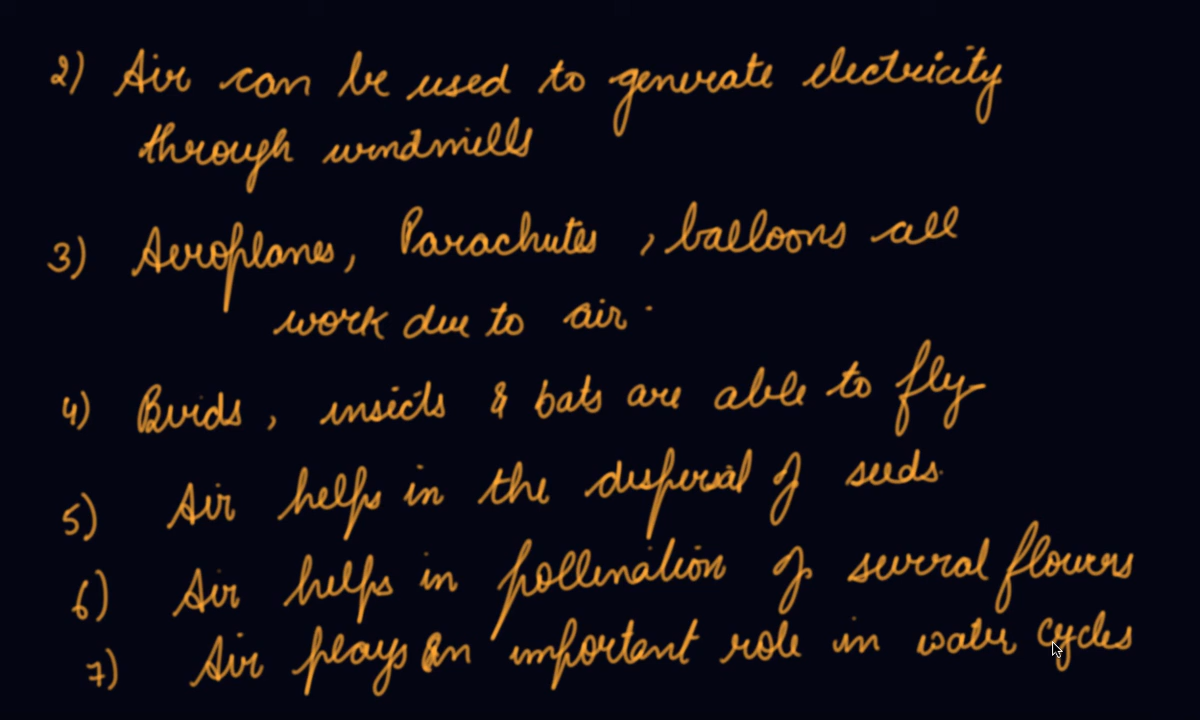 2) Air can be used to generate electricity
through windmills
3) Aeroplanes, Parachutes, balloons all
work due to air.
4) Birds, insects & bats are able to fly
5) Air helps in the dispersal of seeds.
6) Air helps in pollination of several flowers
7) Air plays an important role in water cycles